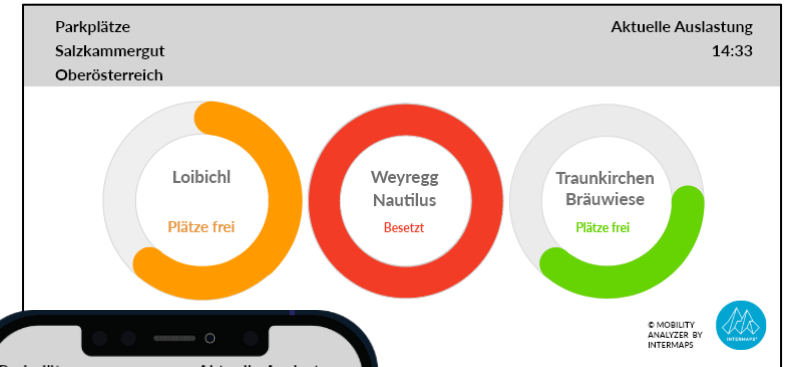 Parkplätze
Salzkammergut
Oberösterreich
Aktuelle Auslastung
14:33
Loibichl
Plätze frei
Weyregg
Nautilus
Besetzt
Traunkirchen
Bräuwiese
Plätze frei
© MOBILITY
ANALYZER BY
INTERMAPS
INTERMAPS®